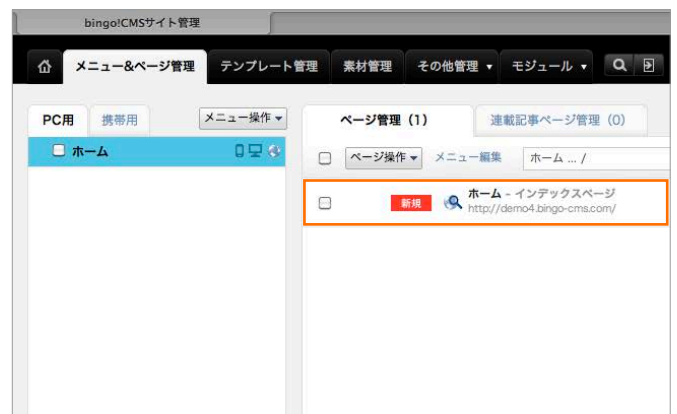 bingo!CMSサイト管理
メニュー&ページ管理 テンプレート管理 素材管理 その他管理 ▼ モジュール ▼
PC用 携帯用 メニュー操作▼ ページ管理 (1) 連載記事ページ管理 (0)
ホーム ページ操作▼ メニュー編集 ホーム ... /
新規 ホーム - インデックスページ
http://demo4.bingo-cms.com/